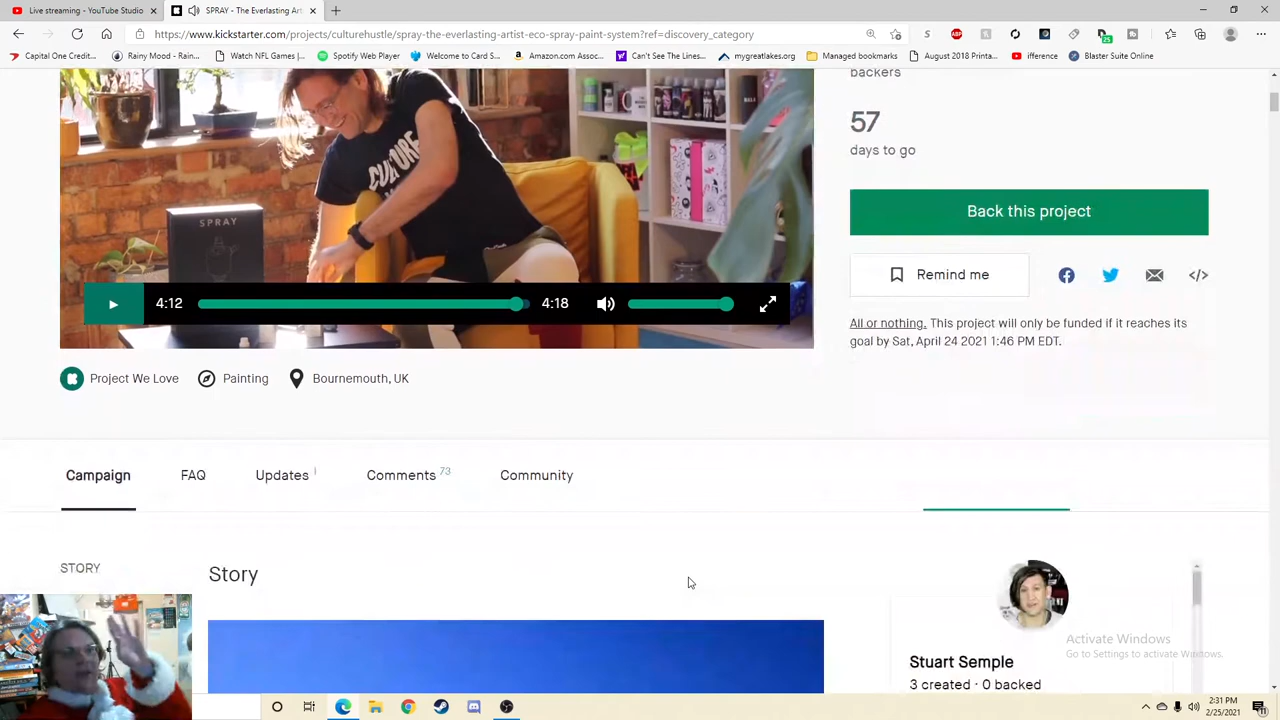 Live streaming - YouTube Studio
SPRAY - The Everlasting Art
https://www.kickstarter.com/projects/culturehustle/spray-the-everlasting-artist-eco-spray-paint-system?ref=discovery_category
Capital One Credit...
Rainy Mood - Rain...
Watch NFL Games |...
Spotify Web Player
Welcome to Card S...
Amazon.com Assoc...
Can't See The Lines...
mygreatlakes.org
Managed bookmarks
August 2018 Printa...
ifference
Blaster Suite Online
ABP
25
backers
57
days to go
CULTURE
SPRAY
Back this project
Remind me
4:12
4:18
All or nothing. This project will only be funded if it reaches its
goal by Sat, April 24 2021 1:46 PM EDT.
Project We Love
Painting
Bournemouth, UK
Campaign
FAQ
Updates 1
Comments 73
Community
STORY
Story
Stuart Semple
3 created · 0 backed
Activate Windows
Go to Settings to activate Windows.
2:31 PM
2/25/2021